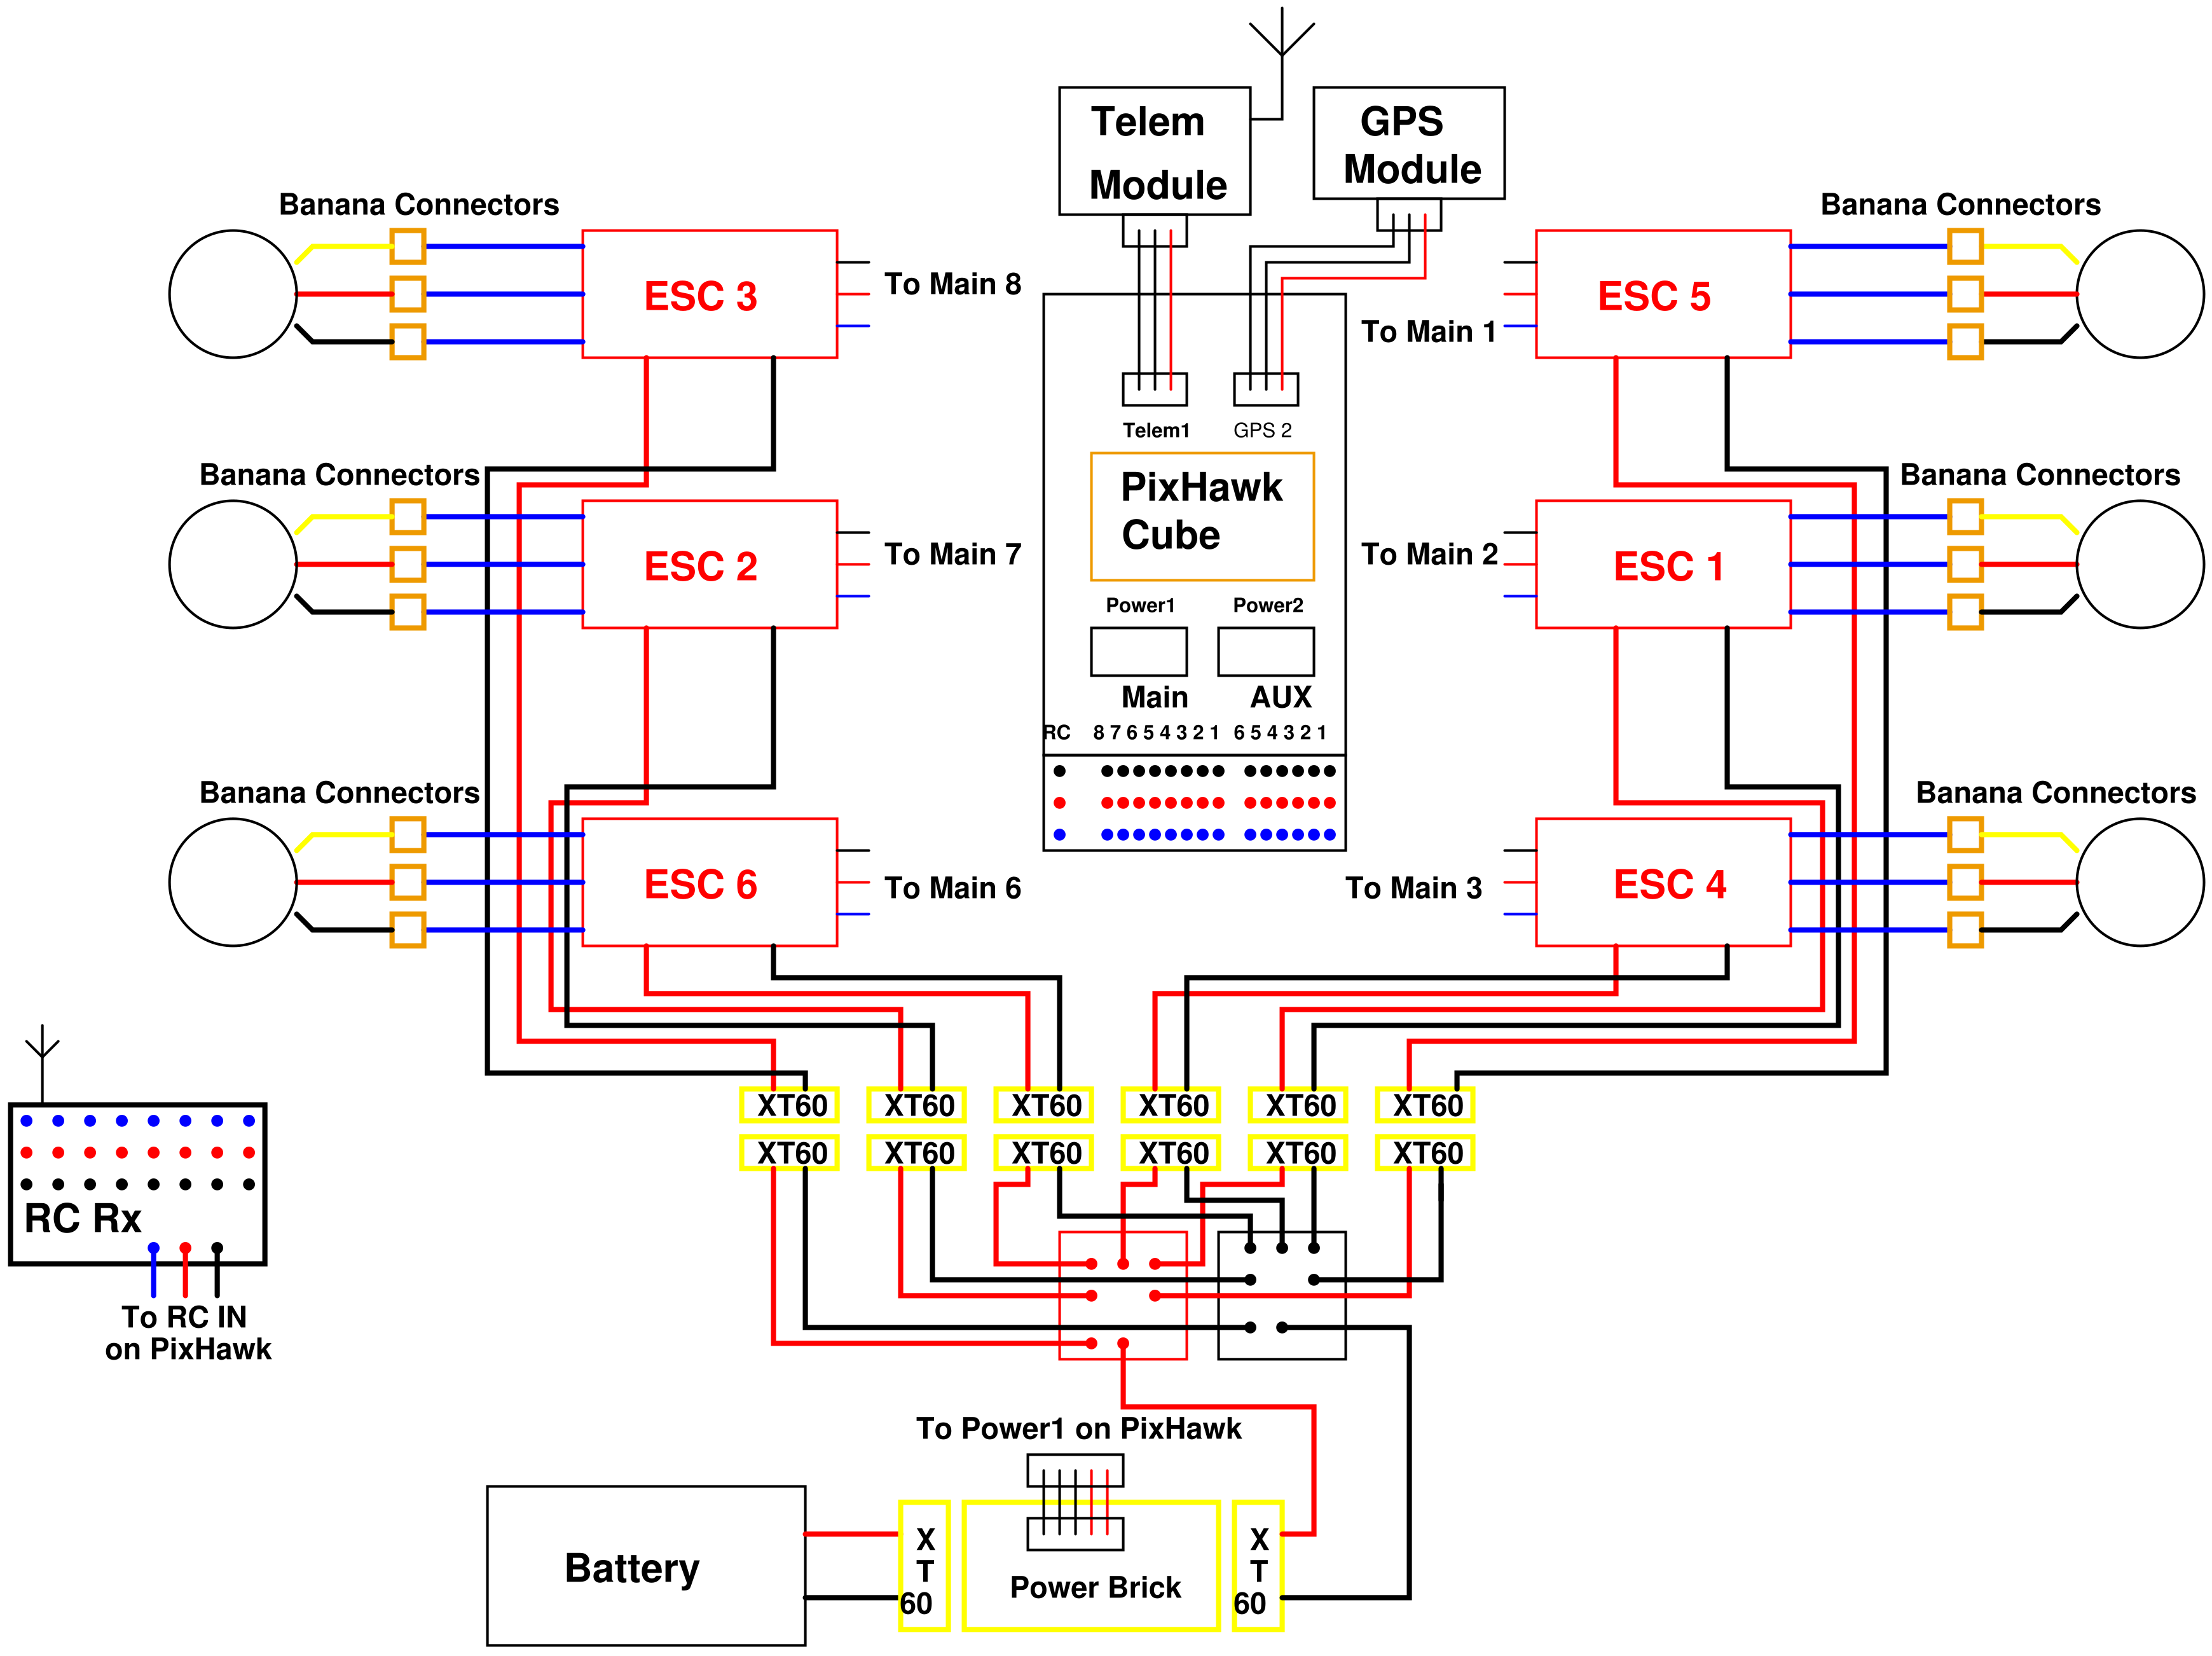 Telem
Module
GPS
Module
Banana Connectors
Banana Connectors
ESC 3
To Main 8
To Main 1
ESC 5
Telem1
GPS 2
Banana Connectors
Banana Connectors
PixHawk
Cube
ESC 2
To Main 7
To Main 2
ESC 1
Power1
Power2
Main
AUX
RC
8 7 6 5 4 3 2 1
6 5 4 3 2 1
Banana Connectors
Banana Connectors
ESC 6
To Main 6
To Main 3
ESC 4
XT60
XT60
XT60
XT60
XT60
XT60
XT60
XT60
XT60
XT60
XT60
XT60
RC Rx
To RC IN
on PixHawk
To Power1 on PixHawk
Battery
X
T
60
Power Brick
X
T
60